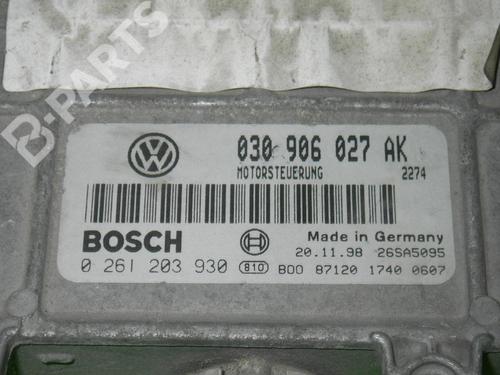 B-PARTS
VW
030 906 027 AK
MOTORSTEUERUNG 2274
BOSCH
Made in Germany
20.11.98 26SA5095
0 261 203 930 810 B00 87120 1740 0607